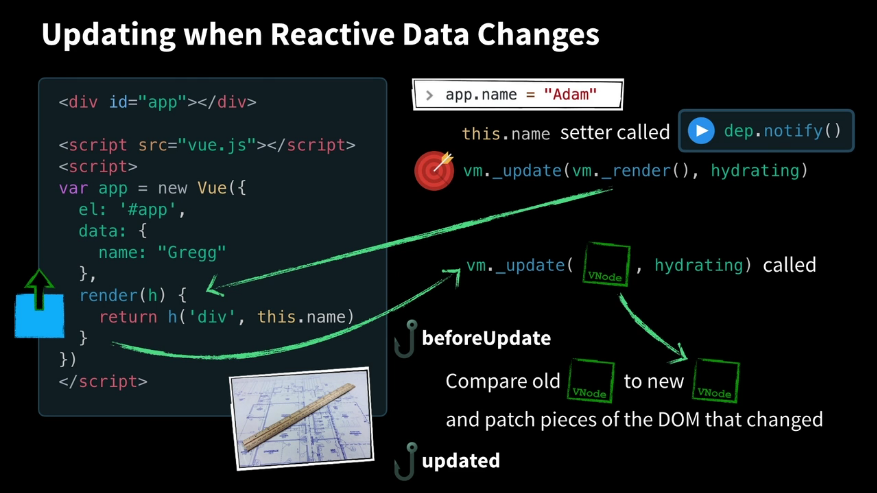 Updating when Reactive Data Changes
<div id="app"></div>
<script src="vue.js"></script>
<script>
var app = new Vue({
el: '#app',
data: {
name: "Gregg"
},
render(h) {
return h('div', this.name)
}
})
</script>
> app.name = "Adam"
this.name setter called dep.notify()
vm._update(vm._render(), hydrating)
vm._update( VNode , hydrating) called
beforeUpdate
Compare old VNode to new VNode
and patch pieces of the DOM that changed
updated